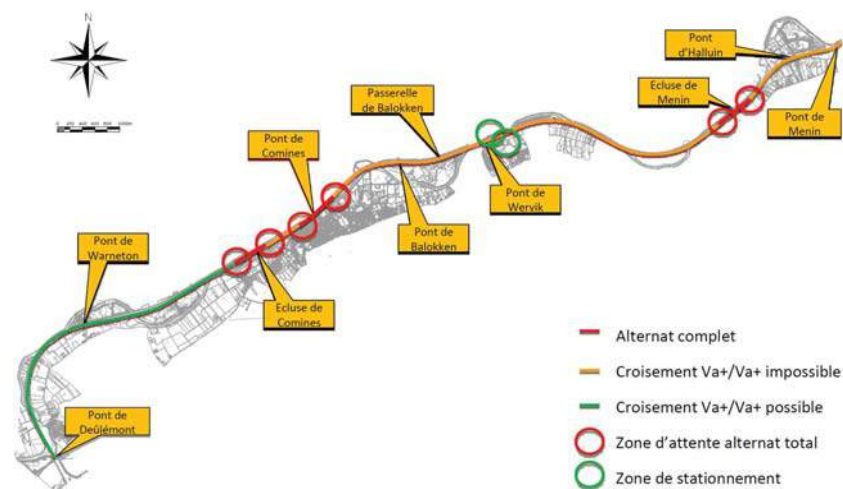 N
Pont
d'Halluin
Ecluse de
Menin
Pont de
Menin
Passerelle
de Balokken
Pont de
Comines
Pont de
Wervik
Pont de
Balokken
Pont de
Warneton
Ecluse de
Comines
Pont de
Deûlémont
Alternat complet
Croisement Va+/Va+ impossible
Croisement Va+/Va+ possible
Zone d'attente alternat total
Zone de stationnement